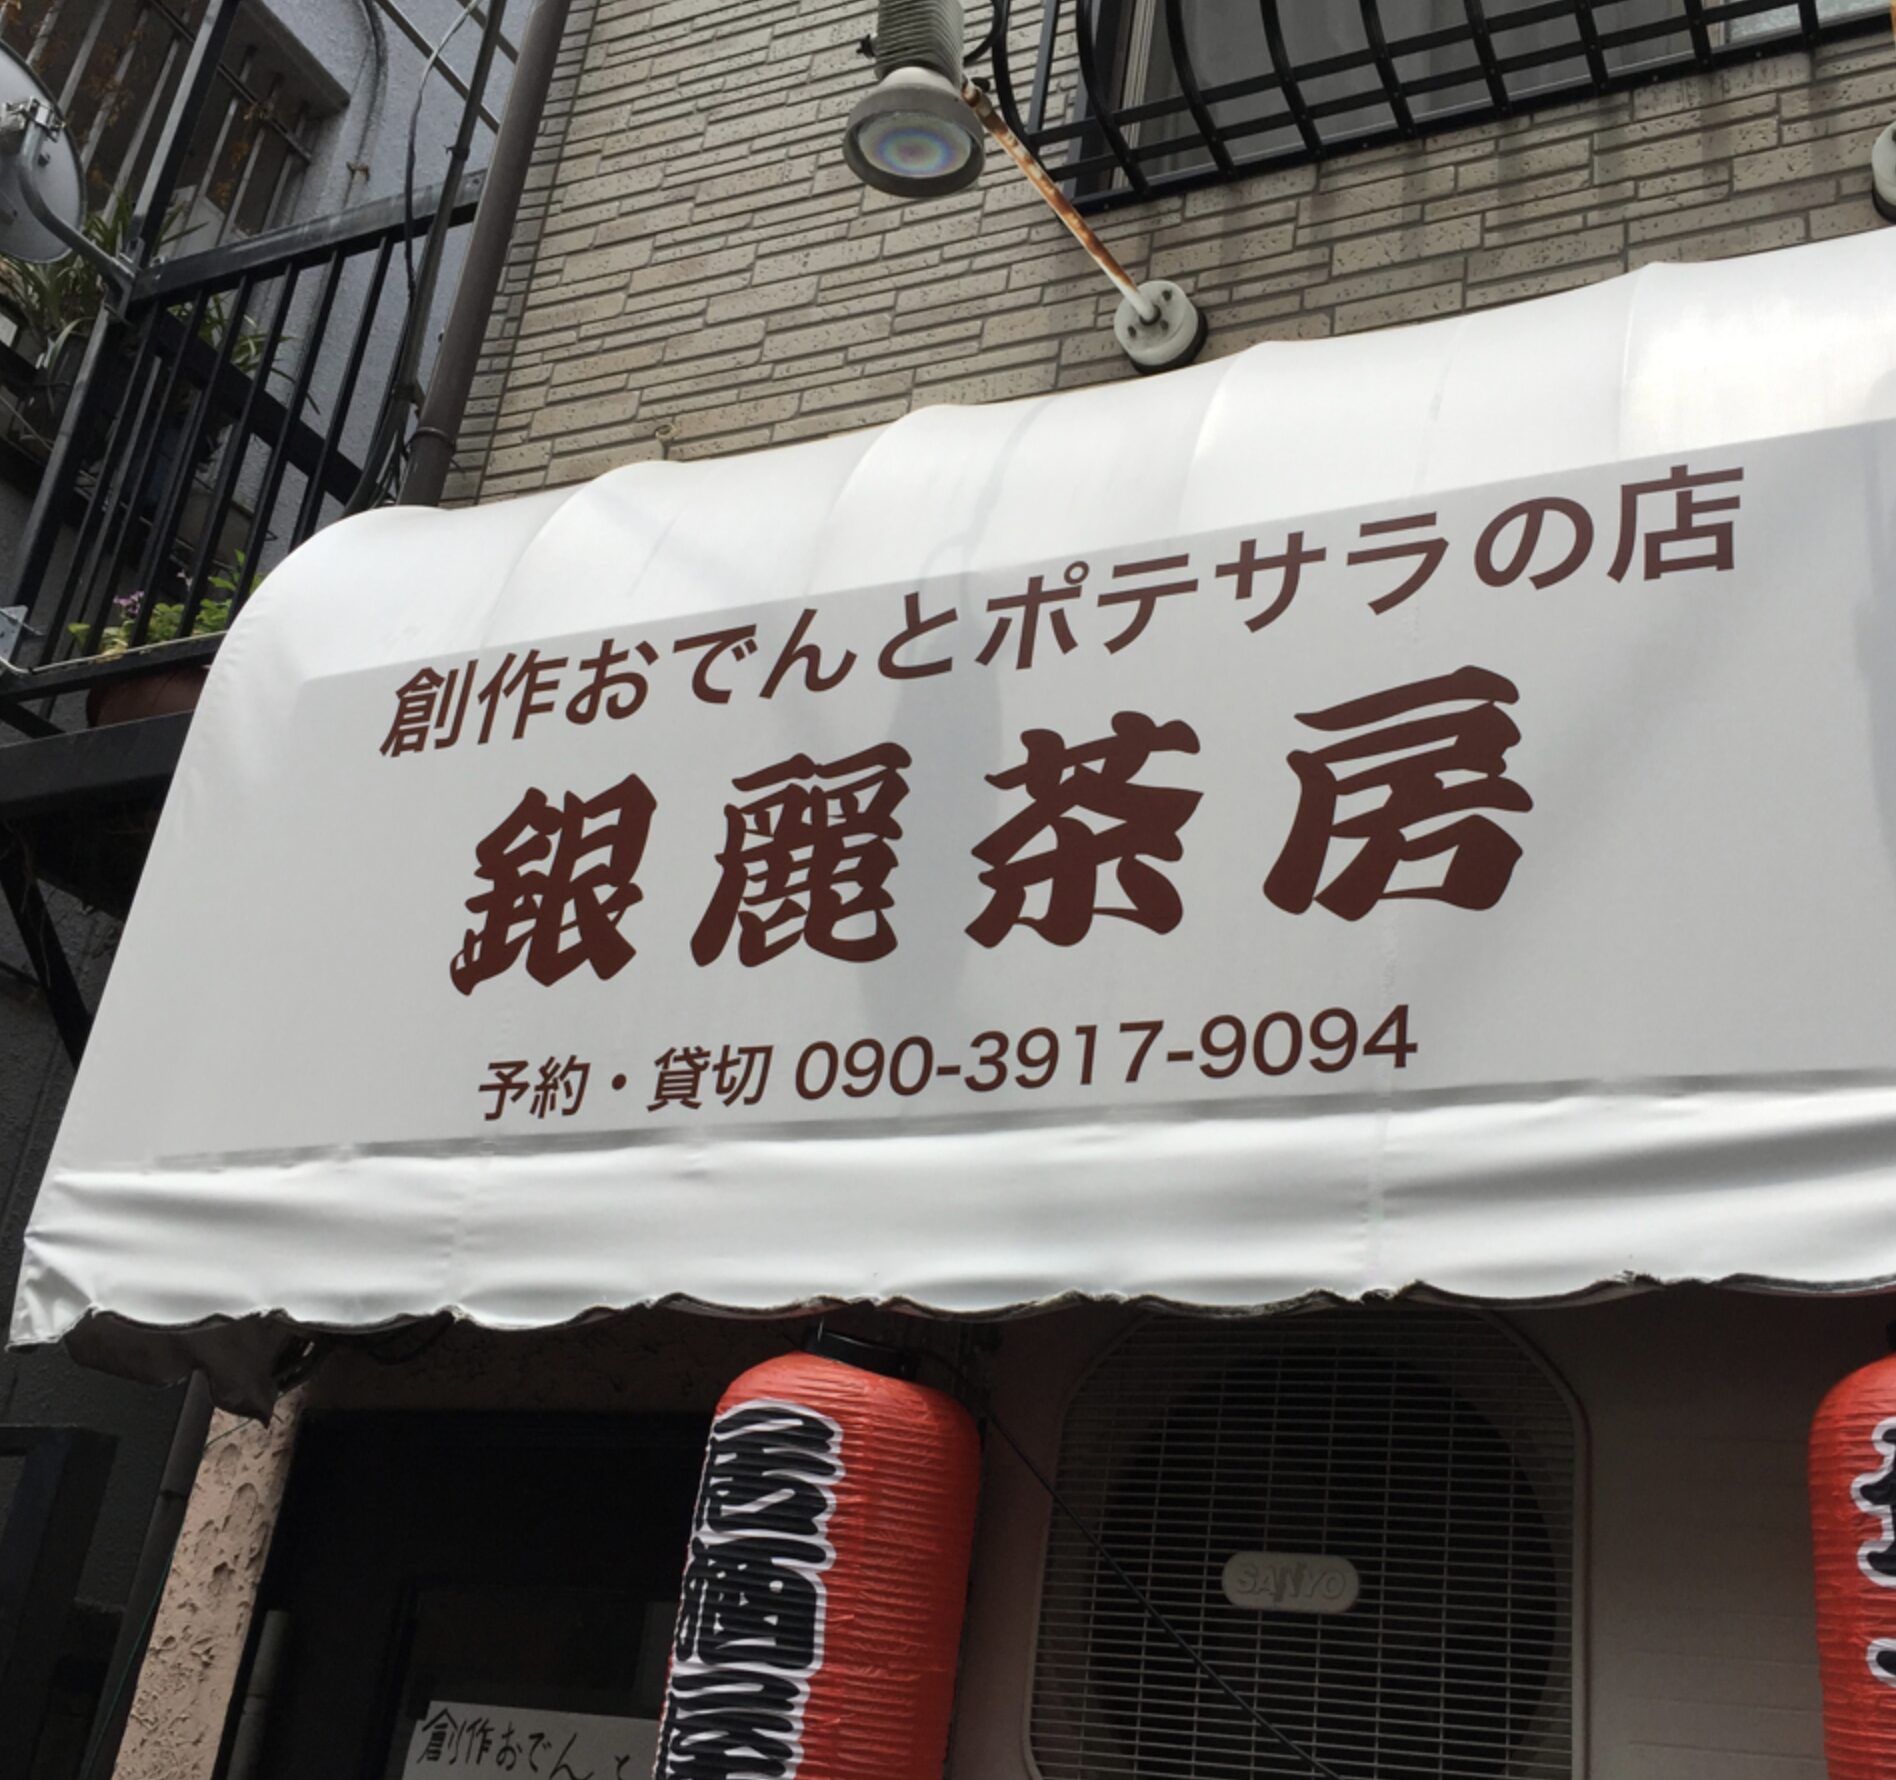 創作おでんとポテサラの店
銀麗茶房
予約・貸切 090-3917-9094
SANYO
創作おでんと